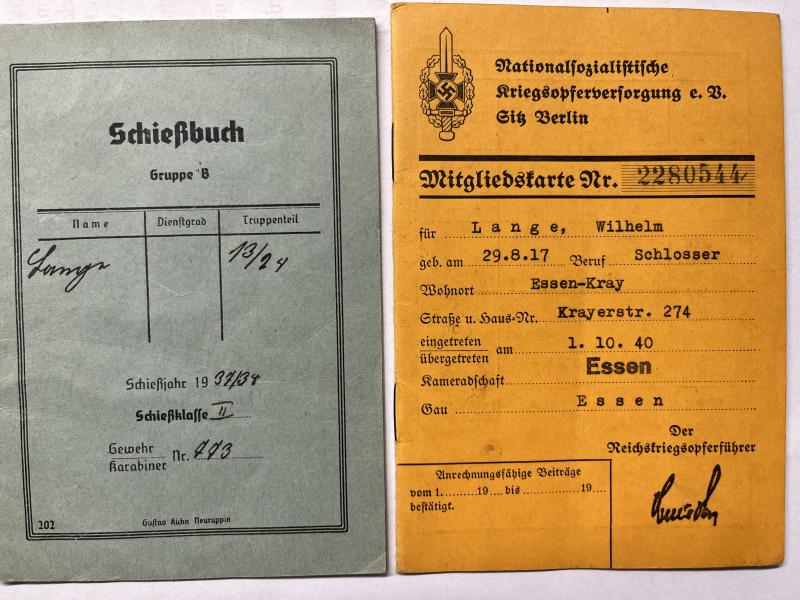 Schießbuch
Gruppe B
Name Dienstgrad Truppenteil
Lange 13/24
Schießjahr 1937/38
Schießklasse II
Gewehr
Karabiner Nr. 773
202
Gustav Kühn Neuruppin
Nationalsozialistische
Kriegsopferversorgung e. V.
Sitz Berlin
Mitgliedskarte Nr. 2280544
für Lange, Wilhelm
geb. am 29.8.17 Beruf Schlosser
Wohnort Essen-Kray
Straße u. Haus-Nr. Krayerstr. 274
eingetreten
übergetreten am 1. 10. 40
Kameradschaft Essen
Gau Essen
Der
Reichskriegsopferführer
Anrechnungsfähige Beiträge
vom 1.........19.... bis ............19....
bestätigt.